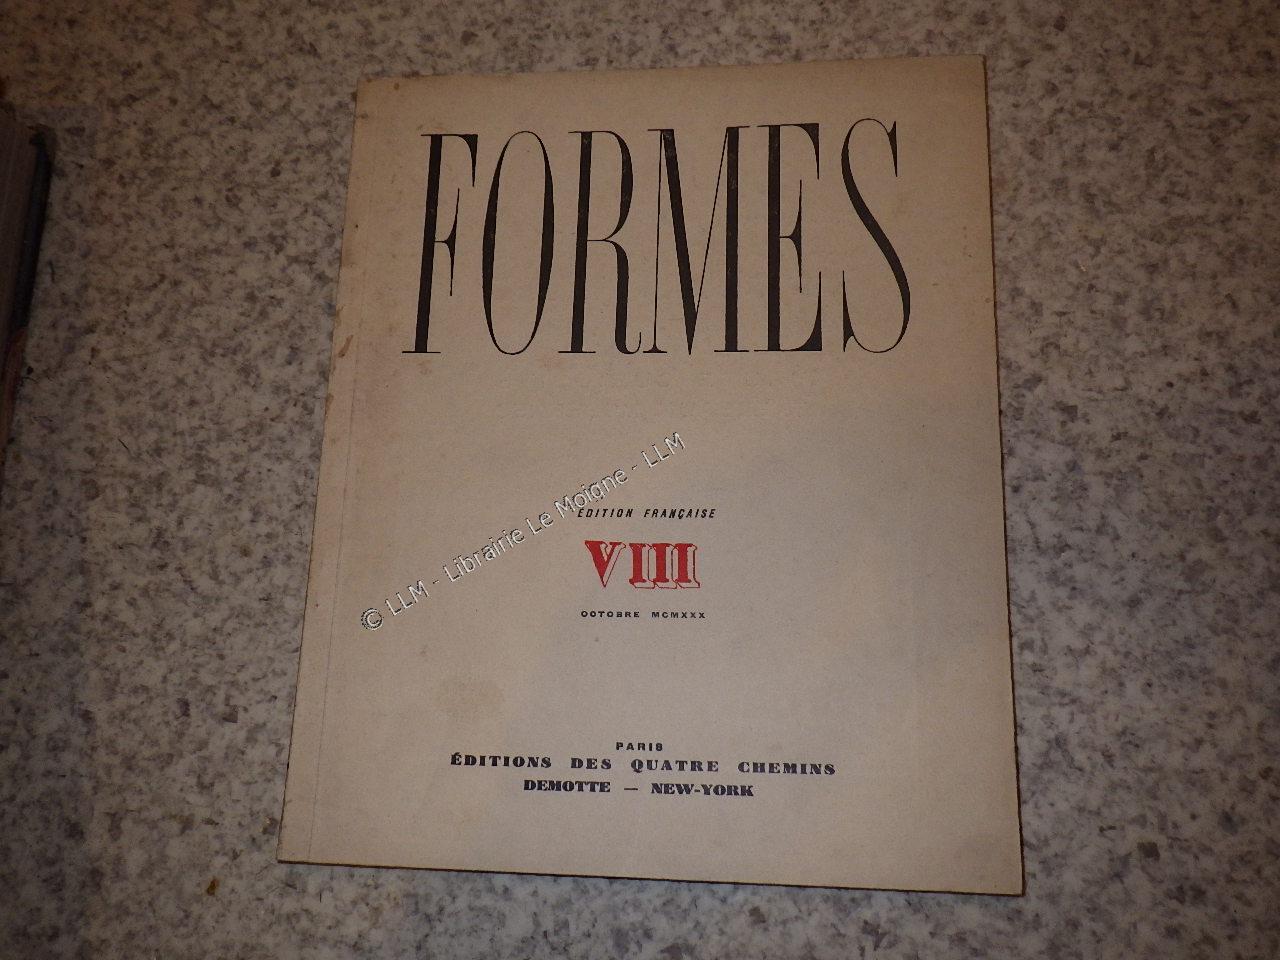 FORMES
ÉDITION FRANÇAISE
VIII
OCTOBRE MCMXXX
© LLM - Librairie Le Moigne - LLM
PARIS
ÉDITIONS DES QUATRE CHEMINS
DEMOTTE — NEW-YORK